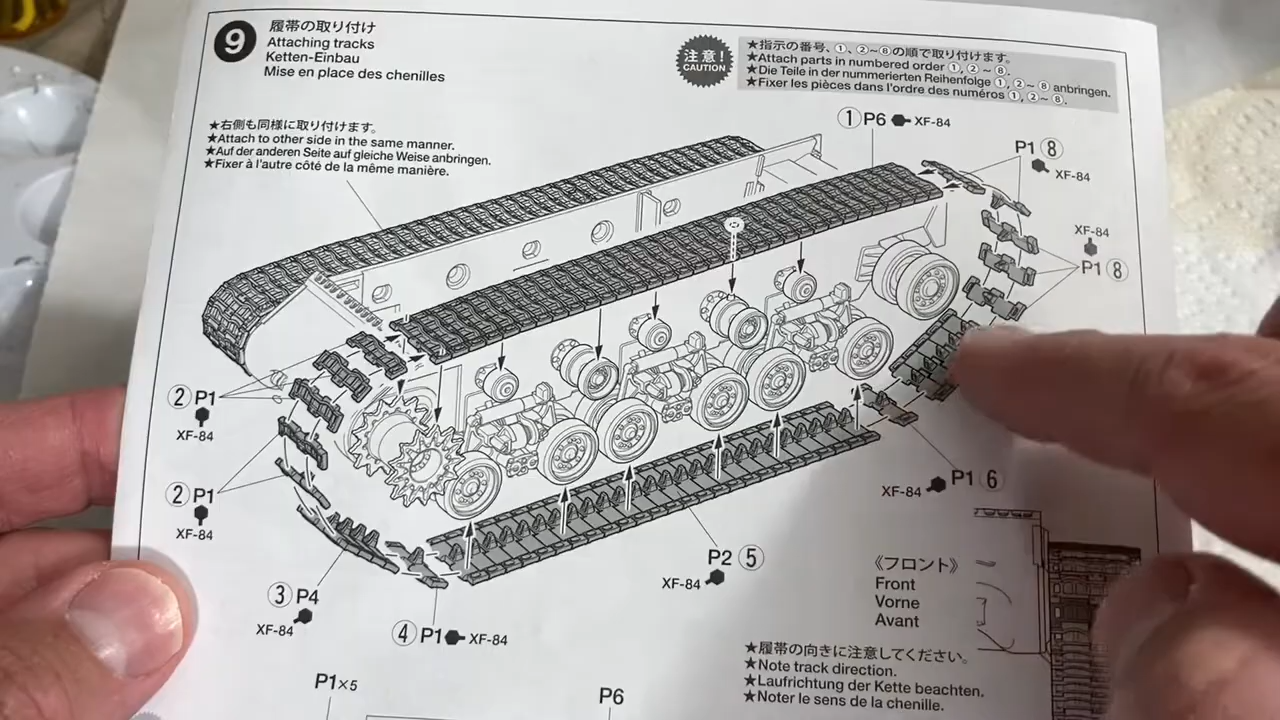 9
履帯の取り付け
Attaching tracks
Ketten-Einbau
Mise en place des chenilles
注意!
CAUTION
★指示の番号、①、②~⑧の順で取り付けます。
★Attach parts in numbered order ①, ② ~ ⑧.
★Die Teile in der nummerierten Reihenfolge ①, ②~ ⑧ anbringen.
★Fixer les pièces dans l'ordre des numéros ①, ②~ ⑧.
★右側も同様に取り付けます。
★Attach to other side in the same manner.
★Auf der anderen Seite auf gleiche Weise anbringen.
★Fixer à l'autre côté de la même manière.
① P6 XF-84
P1 ⑧
XF-84
XF-84
P1 ⑧
② P1
XF-84
② P1
XF-84
P1 ⑥
XF-84
P2 ⑤
XF-84
③ P4
XF-84
④ P1 XF-84
《フロント》
Front
Vorne
Avant
★履帯の向きに注意してください。
★Note track direction.
★Laufrichtung der Kette beachten.
★Noter le sens de la chenille.
P1×5
P6